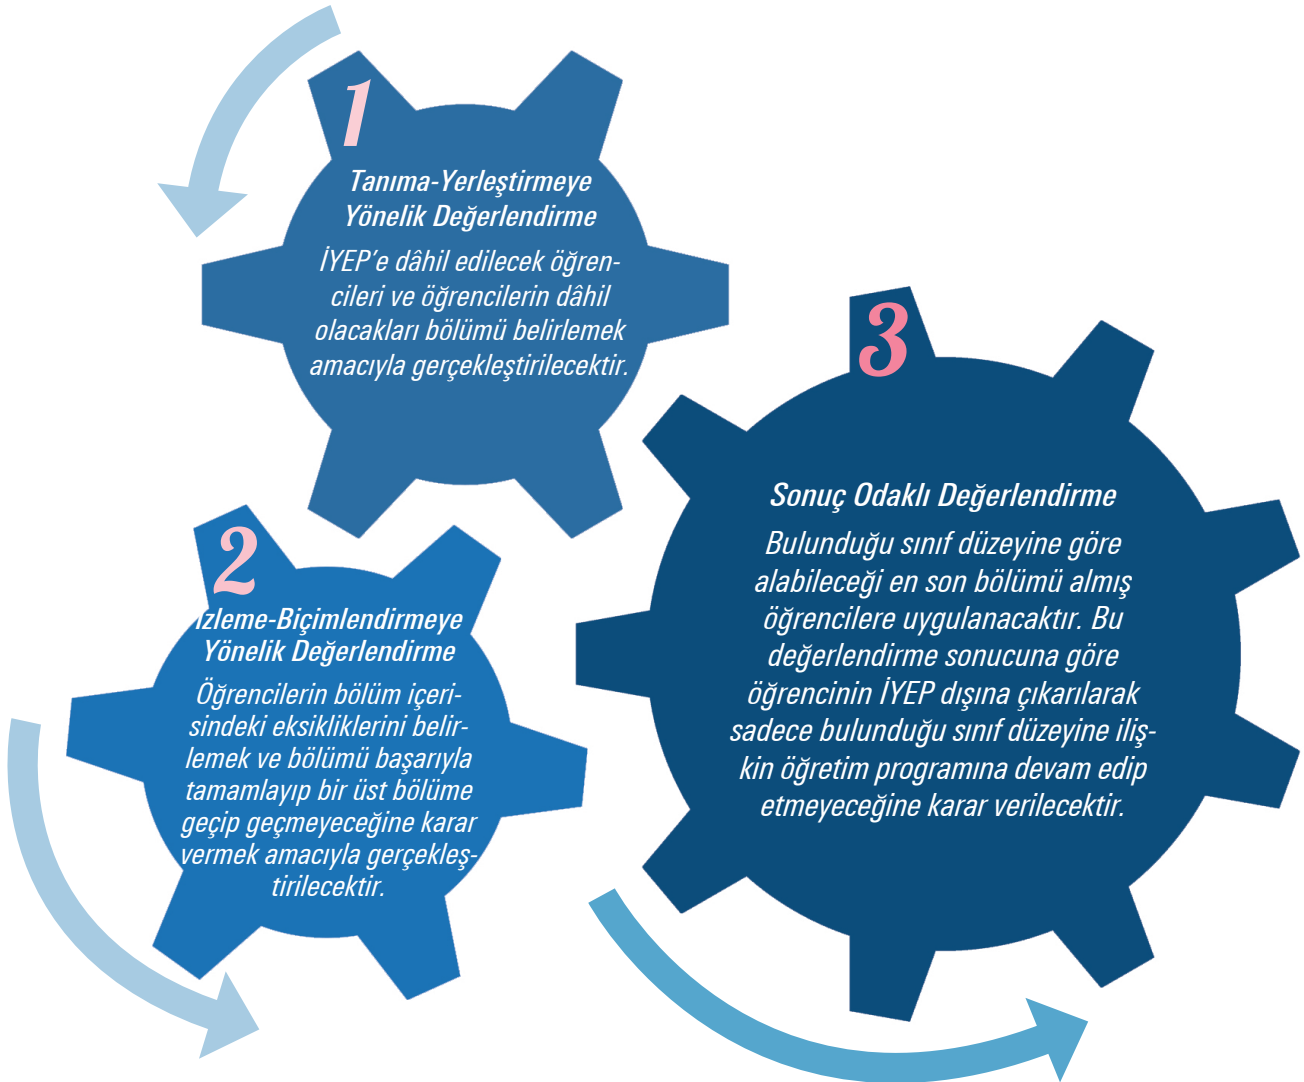 1
Tanıma-Yerleştirmeye
Yönelik Değerlendirme
İYEP’e dâhil edilecek öğren-
cileri ve öğrencilerin dâhil
olacakları bölümü belirlemek
amacıyla gerçekleştirilecektir.
2
İzleme-Biçimlendirmeye
Yönelik Değerlendirme
Öğrencilerin bölüm içeri-
sindeki eksikliklerini belir-
lemek ve bölümü başarıyla
tamamlayıp bir üst bölüme
geçip geçmeyeceğine karar
vermek amacıyla gerçekleş-
tirilecektir.
3
Sonuç Odaklı Değerlendirme
Bulunduğu sınıf düzeyine göre
alabileceği en son bölümü almış
öğrencilere uygulanacaktır. Bu
değerlendirme sonucuna göre
öğrencinin İYEP dışına çıkarılarak
sadece bulunduğu sınıf düzeyine iliş-
kin öğretim programına devam edip
etmeyeceğine karar verilecektir.